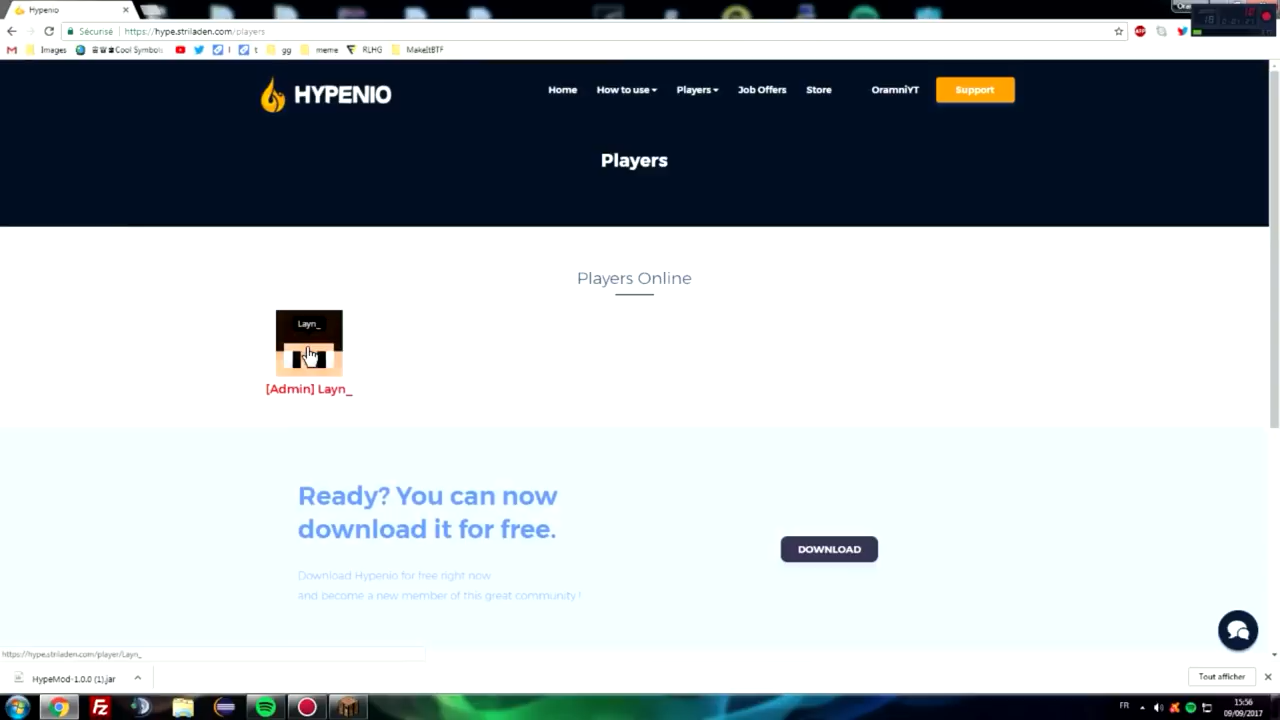 Hypenio
Sécurisé https://hype.striladen.com/players
Images Cool Symbols l t gg meme RLHG MakeItBTF
HYPENIO Home How to use Players Job Offers Store OramniYT Support
Players
Players Online
Layn_
[Admin] Layn_
Ready? You can now
download it for free.
DOWNLOAD
Download Hypenio for free right now
and become a new member of this great community !
https://hype.striladen.com/player/Layn_
HypeMod-1.0.0 (1).jar Tout afficher
FR 15:56
09/09/2017